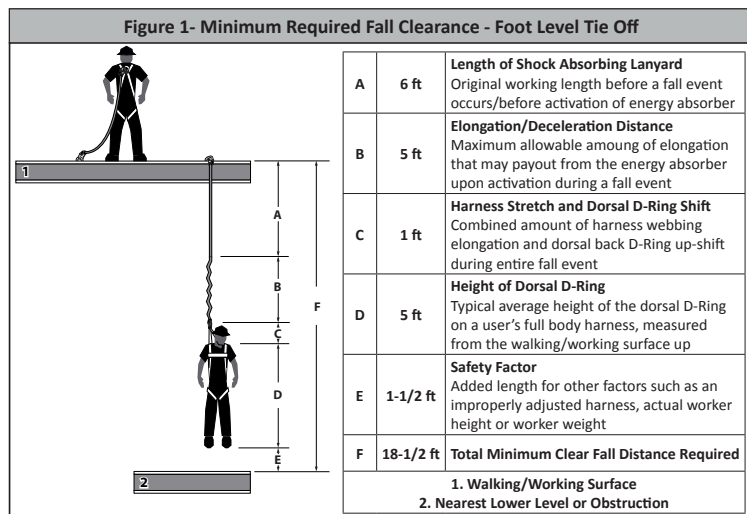 Figure 1- Minimum Required Fall Clearance - Foot Level Tie Off
1
A
B
C
D
E
F
2
A
6 ft
Length of Shock Absorbing Lanyard
Original working length before a fall event
occurs/before activation of energy absorber
B
5 ft
Elongation/Deceleration Distance
Maximum allowable amoung of elongation
that may payout from the energy absorber
upon activation during a fall event
C
1 ft
Harness Stretch and Dorsal D-Ring Shift
Combined amount of harness webbing
elongation and dorsal back D-Ring up-shift
during entire fall event
D
5 ft
Height of Dorsal D-Ring
Typical average height of the dorsal D-Ring
on a user's full body harness, measured
from the walking/working surface up
E
1-1/2 ft
Safety Factor
Added length for other factors such as an
improperly adjusted harness, actual worker
height or worker weight
F
18-1/2 ft
Total Minimum Clear Fall Distance Required
1. Walking/Working Surface
2. Nearest Lower Level or Obstruction